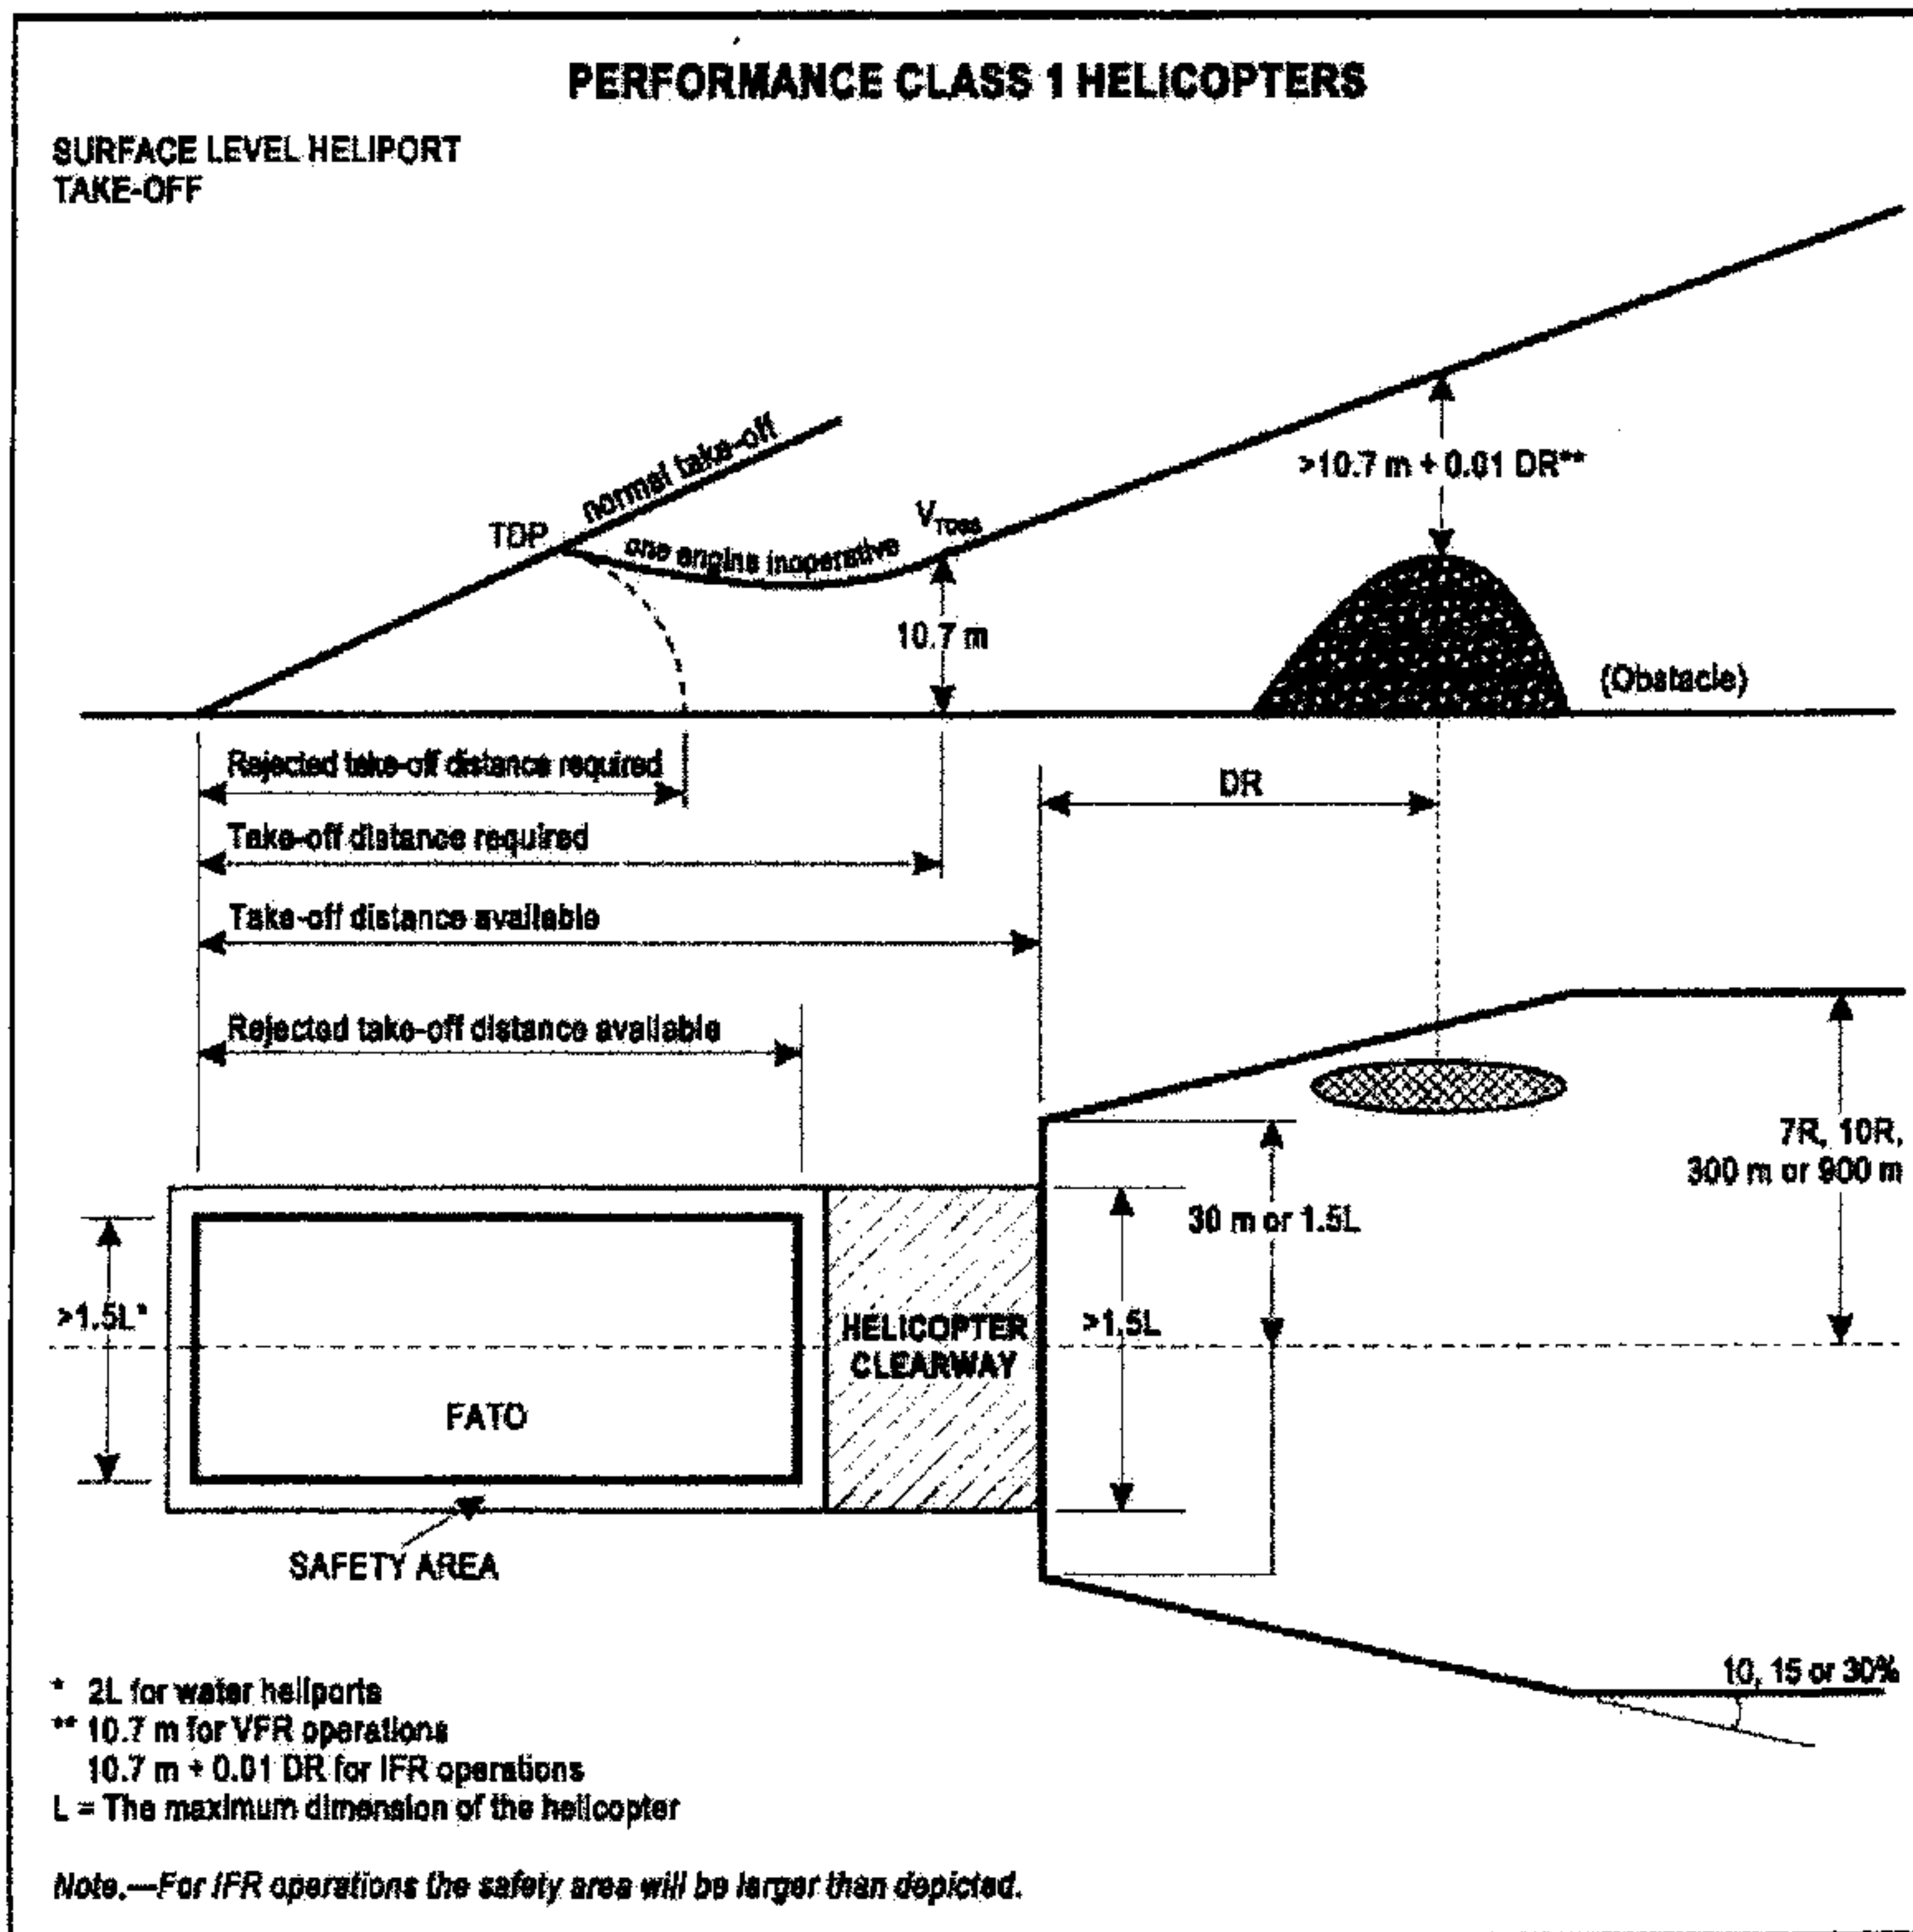 PERFORMANCE CLASS 1 HELICOPTERS
SURFACE LEVEL HELIPORT
TAKE-OFF
normal take-off
TDP
one engine inoperative
VTOSS
10.7 m
>10.7 m + 0.01 DR**
(Obstacle)
Rejected take-off distance required
DR
Take-off distance required
Take-off distance available
Rejected take-off distance available
7R, 10R,
300 m or 900 m
30 m or 1.5L
>1.5L*
HELICOPTER
CLEARWAY
>1.5L
FATO
SAFETY AREA
10, 15 or 30%
* 2L for water heliports
** 10.7 m for VFR operations
10.7 m + 0.01 DR for IFR operations
L = The maximum dimension of the helicopter
Note.—For IFR operations the safety area will be larger than depicted.